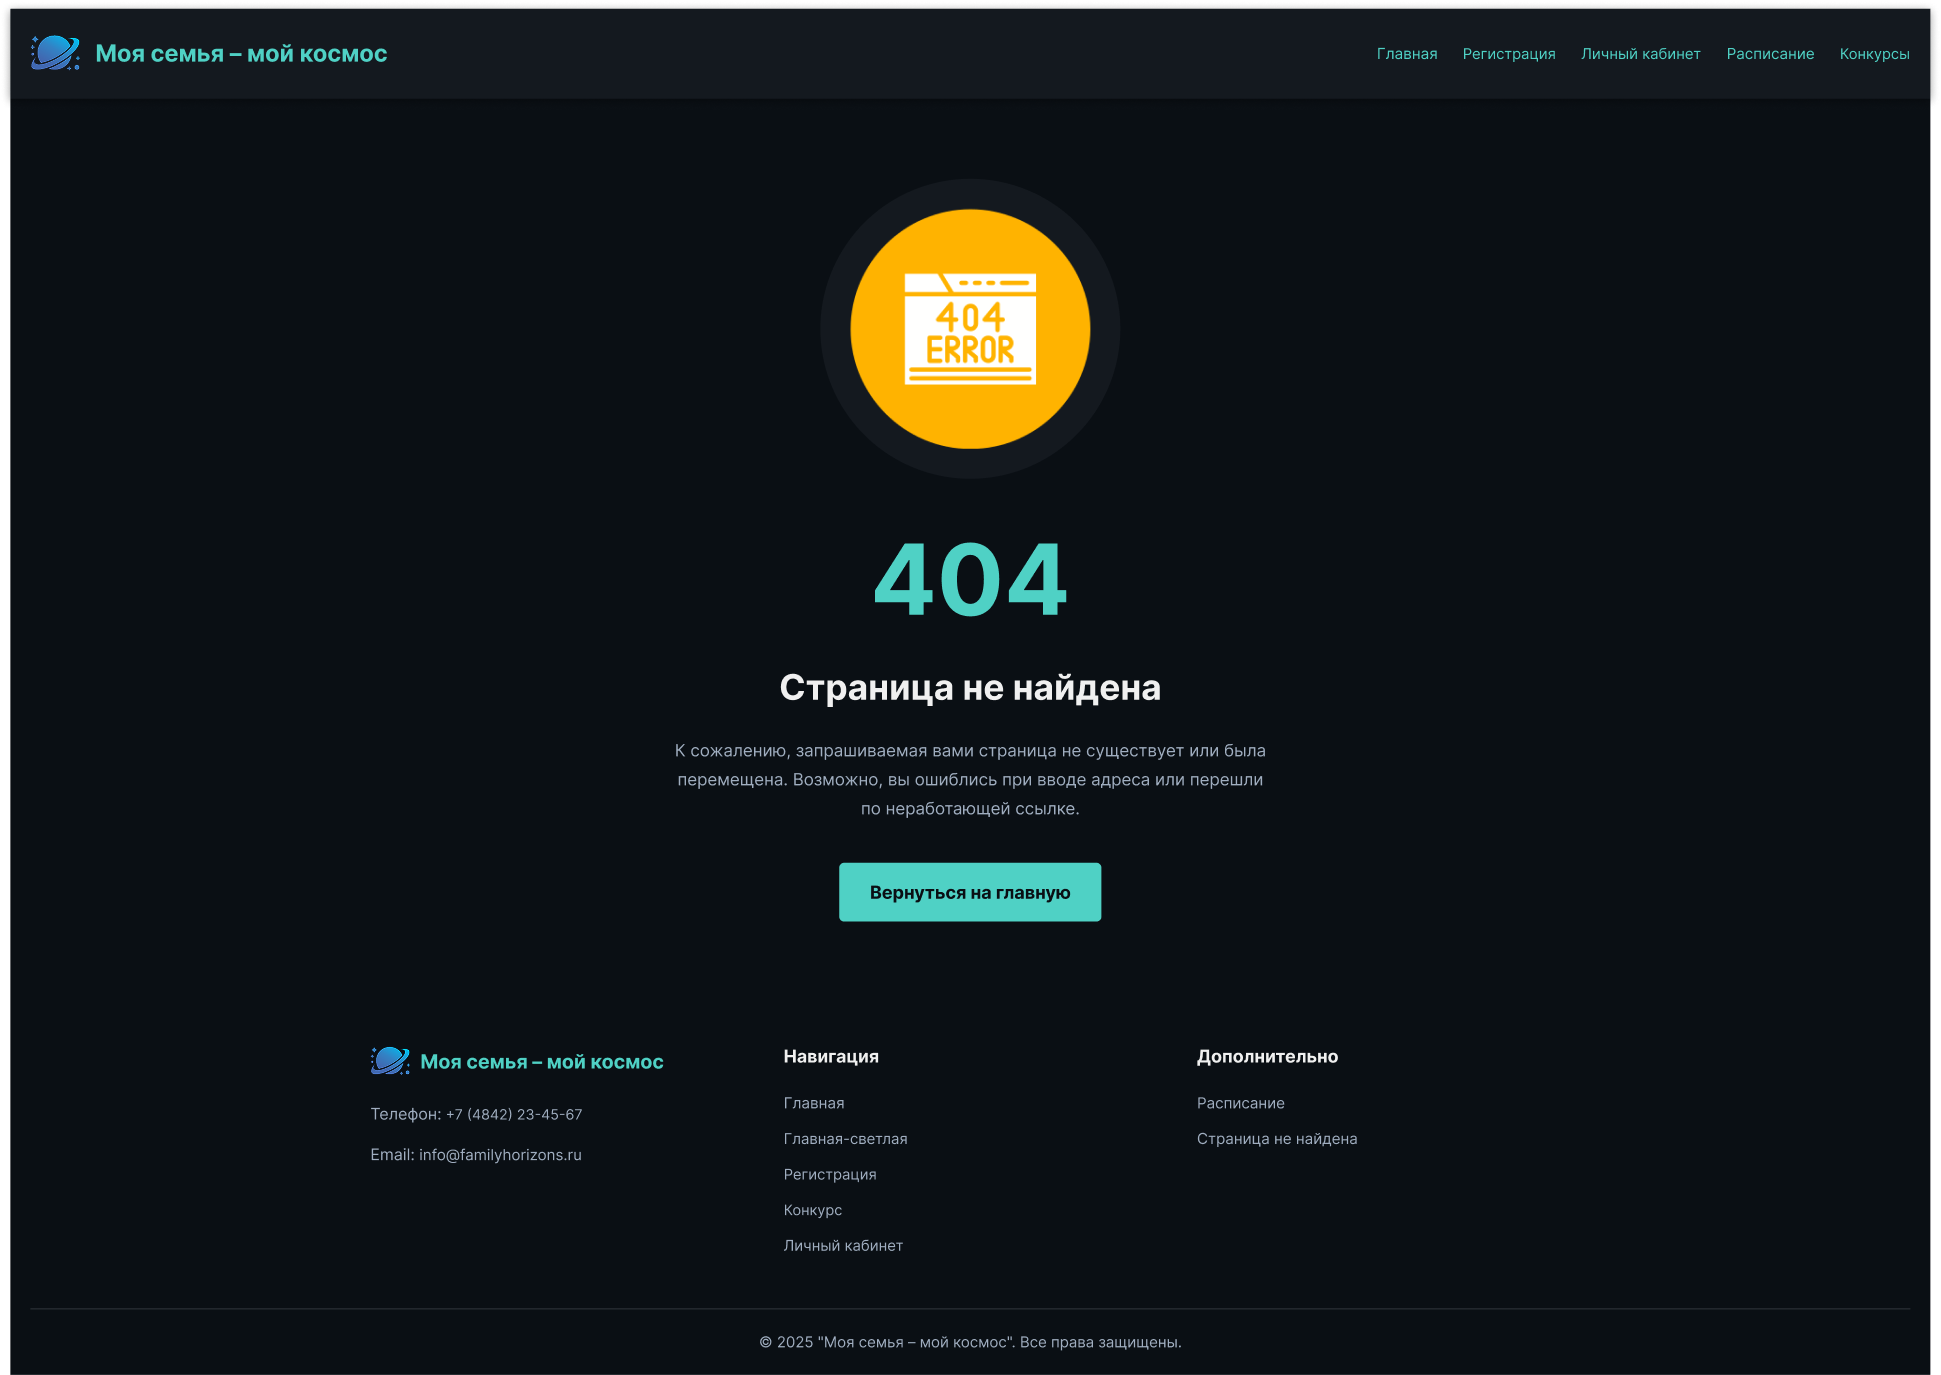 Моя семья – мой космос
Главная
Регистрация
Личный кабинет
Расписание
Конкурсы
404
ERROR
404
Страница не найдена
К сожалению, запрашиваемая вами страница не существует или была
перемещена. Возможно, вы ошиблись при вводе адреса или перешли
по неработающей ссылке.
Вернуться на главную
Моя семья – мой космос
Телефон: +7 (4842) 23-45-67
Email: info@familyhorizons.ru
Навигация
Главная
Главная-светлая
Регистрация
Конкурс
Личный кабинет
Дополнительно
Расписание
Страница не найдена
© 2025 "Моя семья – мой космос". Все права защищены.